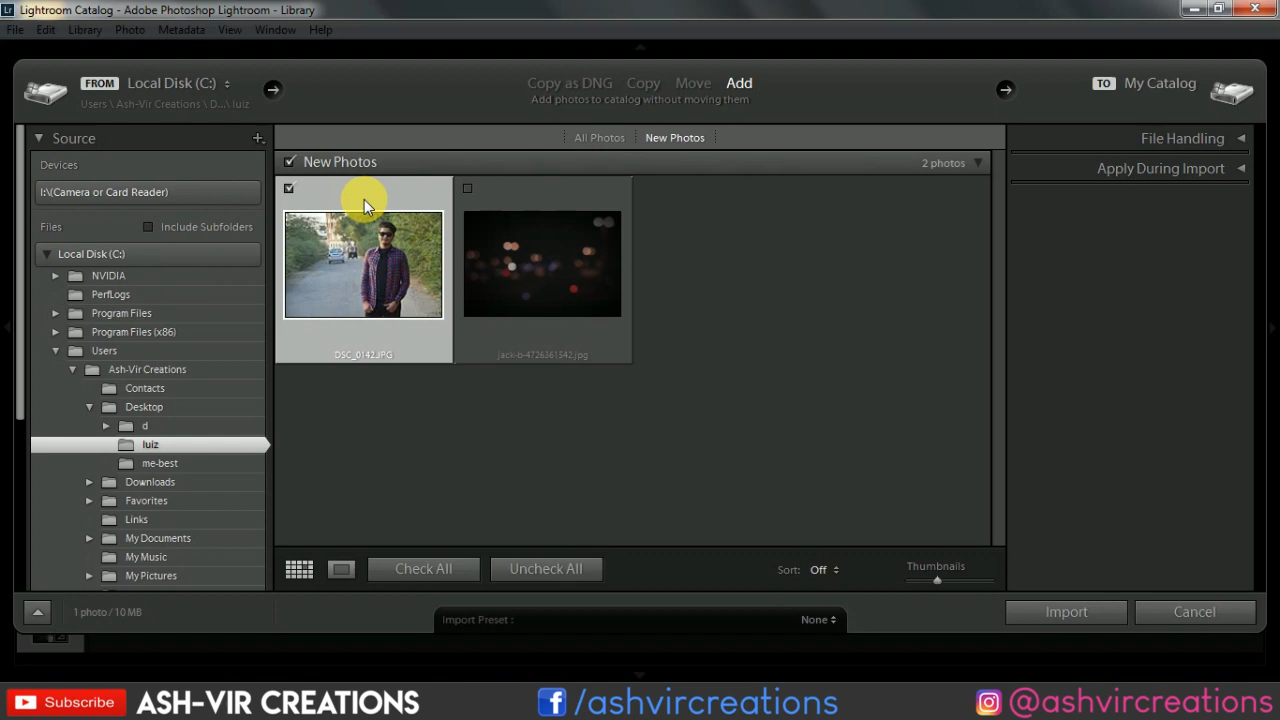 Lr Lightroom Catalog - Adobe Photoshop Lightroom - Library
File Edit Library Photo Metadata View Window Help
FROM Local Disk (C:)
Users \ Ash-Vir Creations \ D...\ luiz
Copy as DNG Copy Move Add
Add photos to catalog without moving them
TO My Catalog
Source
Devices
I:\(Camera or Card Reader)
Files Include Subfolders
Local Disk (C:)
NVIDIA
PerfLogs
Program Files
Program Files (x86)
Users
Ash-Vir Creations
Contacts
Desktop
d
luiz
me-best
Downloads
Favorites
Links
My Documents
My Music
My Pictures
All Photos New Photos
New Photos 2 photos
DSC_0142.JPG jack-b-4726361542.jpg
Check All Uncheck All Sort: Off Thumbnails
File Handling
Apply During Import
1 photo / 10 MB Import Preset : None Import Cancel
Subscribe ASH-VIR CREATIONS f /ashvircreations @ashvircreations